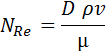 N_Re = D ρv / μ